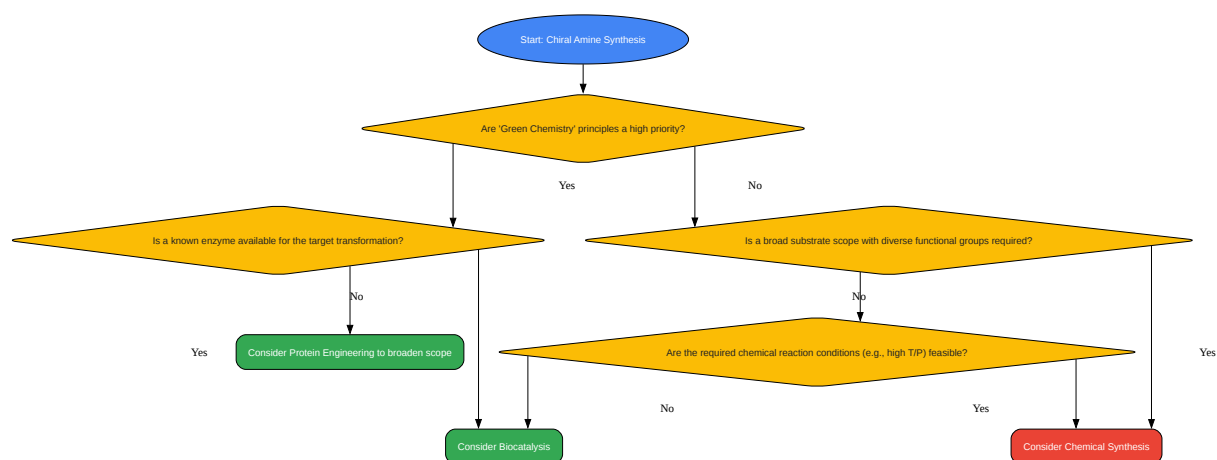 Start: Chiral Amine Synthesis
Are 'Green Chemistry' principles a high priority?
Yes
No
Is a known enzyme available for the target transformation?
Is a broad substrate scope with diverse functional groups required?
No
No
Yes
Consider Protein Engineering to broaden scope
Are the required chemical reaction conditions (e.g., high T/P) feasible?
Yes
No
Yes
Consider Biocatalysis
Consider Chemical Synthesis